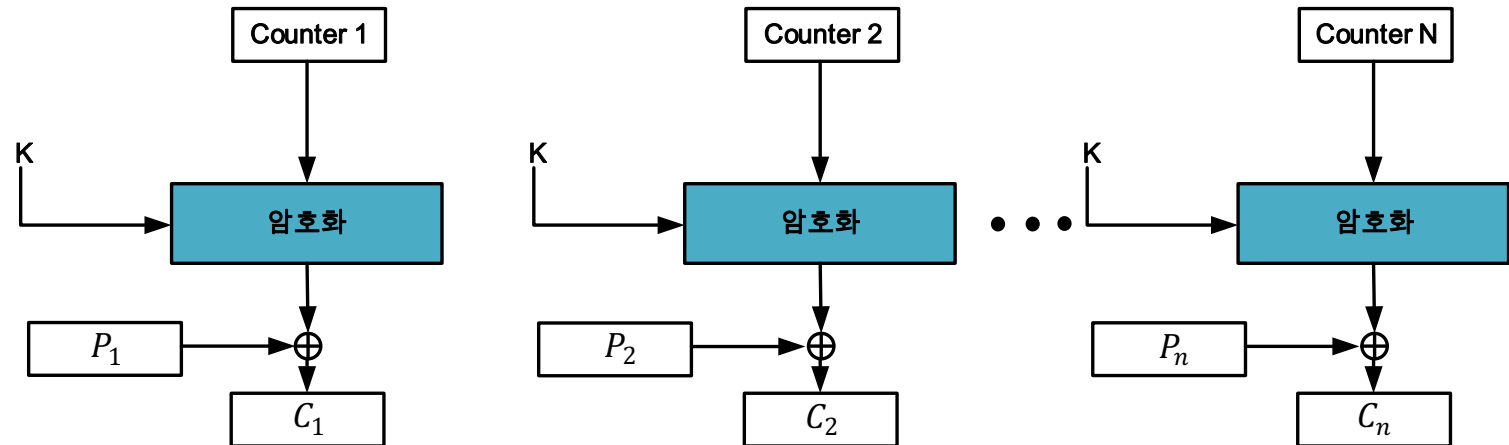 Counter 1
Counter 2
Counter N
K
K
K
암호화
암호화
암호화
P₁
P₂
Pₙ
C₁
C₂
Cₙ